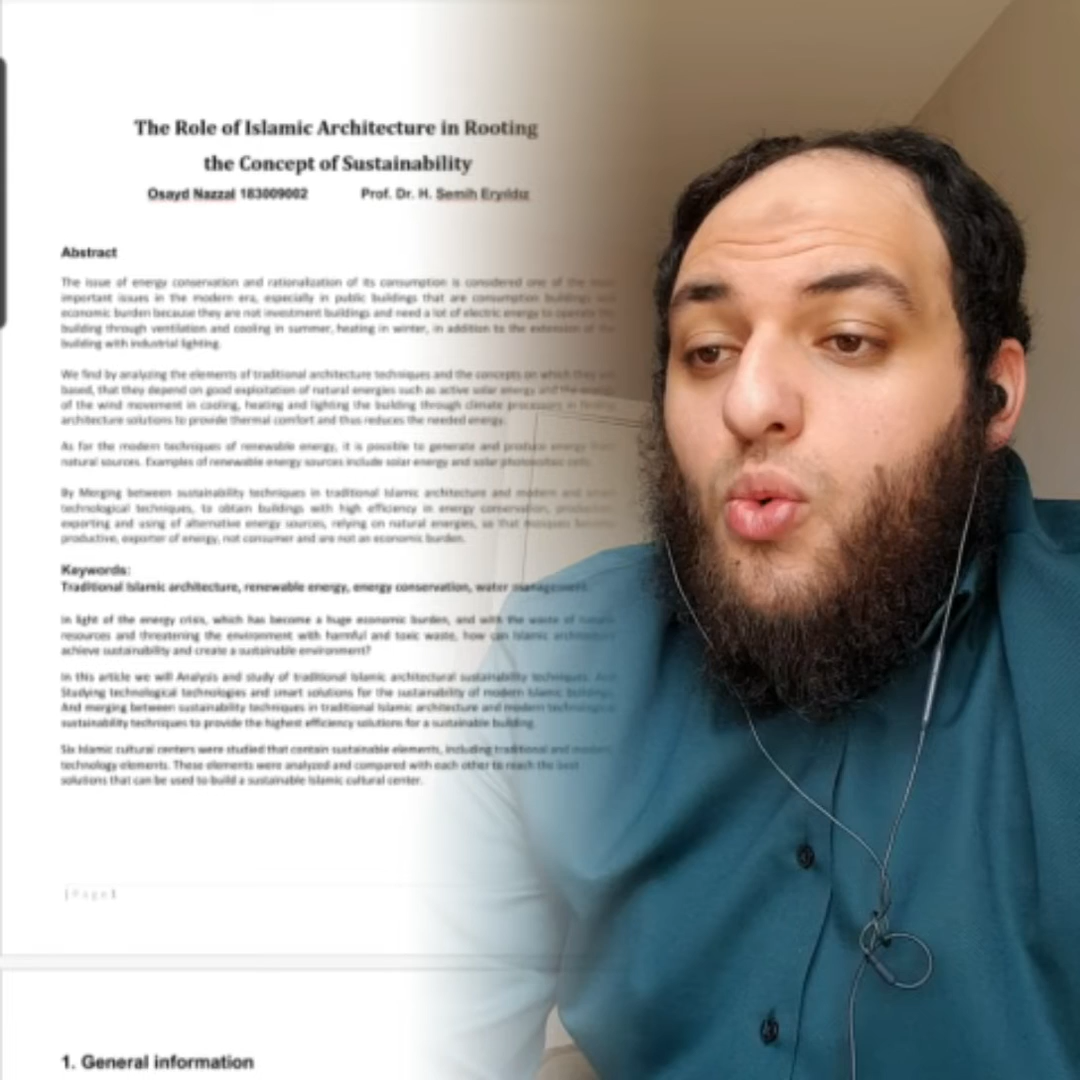 The Role of Islamic Architecture in Rooting
the Concept of Sustainability
Osayd Nazzal 183009002 Prof. Dr. H. Semih Eryıldız
Abstract
The issue of energy conservation and rationalization of its consumption is considered one of the most
important issues in the modern era, especially in public buildings that are consumption buildings and
economic burden because they are not investment buildings and need a lot of electric energy to operate the
building through ventilation and cooling in summer, heating in winter, in addition to the extension of the
building with industrial lighting.
We find by analyzing the elements of traditional architecture techniques and the concepts on which they are
based, that they depend on good exploitation of natural energies such as active solar energy and the energy
of the wind movement in cooling, heating and lighting the building through climate processes in
architecture solutions to provide thermal comfort and thus reduces the needed energy.
As for the modern techniques of renewable energy, it is possible to generate and produce energy from
natural sources. Examples of renewable energy sources include solar energy and solar photovoltaic cells.
By Merging between sustainability techniques in traditional Islamic architecture and modern and smart
technological techniques, to obtain buildings with high efficiency in energy conservation, production,
exporting and using of alternative energy sources, relying on natural energies, so that mosques become
productive, exporter of energy, not consumer and are not an economic burden.
Keywords:
Traditional Islamic architecture, renewable energy, energy conservation, water management.
In light of the energy crisis, which has become a huge economic burden, and with the waste of natural
resources and threatening the environment with harmful and toxic waste, how can Islamic architecture
achieve sustainability and create a sustainable environment?
In this article we will Analysis and study of traditional Islamic architectural sustainability techniques. And
Studying technological technologies and smart solutions for the sustainability of modern Islamic buildings.
And merging between sustainability techniques in traditional Islamic architecture and modern technological
sustainability techniques to provide the highest efficiency solutions for a sustainable building.
Six Islamic cultural centers were studied that contain sustainable elements, including traditional and modern
technology elements. These elements were analyzed and compared with each other to reach the best
solutions that can be used to build a sustainable Islamic cultural center.
| P a g e 1
1. General information